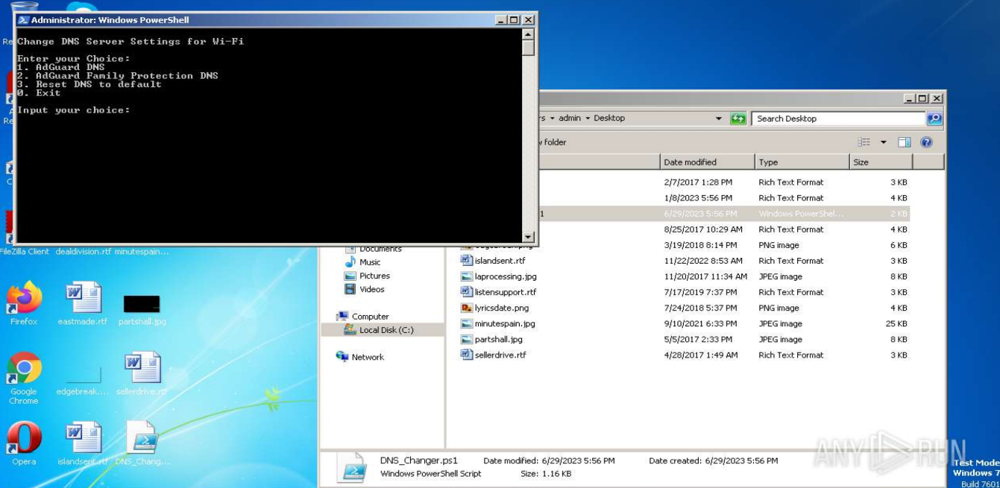 Administrator: Windows PowerShell
Change DNS Server Settings for Wi-Fi
Enter your Choice:
1. AdGuard DNS
2. AdGuard Family Protection DNS
3. Reset DNS to default
0. Exit
Input your choice:
admin Desktop
Search Desktop
folder
Date modified Type Size
2/7/2017 1:28 PM Rich Text Format 3 KB
1/8/2023 5:56 PM Rich Text Format 4 KB
6/29/2023 5:56 PM Windows PowerShel... 2 KB
8/25/2017 10:29 AM Rich Text Format 4 KB
3/19/2018 8:14 PM PNG image 6 KB
islandsent.rtf 11/22/2022 8:53 AM Rich Text Format 3 KB
laprocessing.jpg 11/20/2017 11:34 AM JPEG image 8 KB
listensupport.rtf 7/17/2019 7:37 PM Rich Text Format 3 KB
lyricsdate.png 7/24/2018 5:37 PM PNG image 4 KB
minutespain.jpg 9/10/2021 6:33 PM JPEG image 25 KB
partshall.jpg 5/5/2017 2:33 PM JPEG image 8 KB
sellerdrive.rtf 4/28/2017 1:49 AM Rich Text Format 3 KB
Documents
Music
Pictures
Videos
Computer
Local Disk (C:)
Network
FileZilla Client dealdivision.rtf minutespain...
Firefox eastmade.rtf partshall.jpg
Google Chrome edgebreak.... sellerdrive.rtf
Opera islandsent.rtf DNS_Chang...
DNS_Changer.ps1 Date modified: 6/29/2023 5:56 PM Date created: 6/29/2023 5:56 PM
Windows PowerShell Script Size: 1.16 KB
ANY RUN
Test Mode
Windows 7
Build 7601